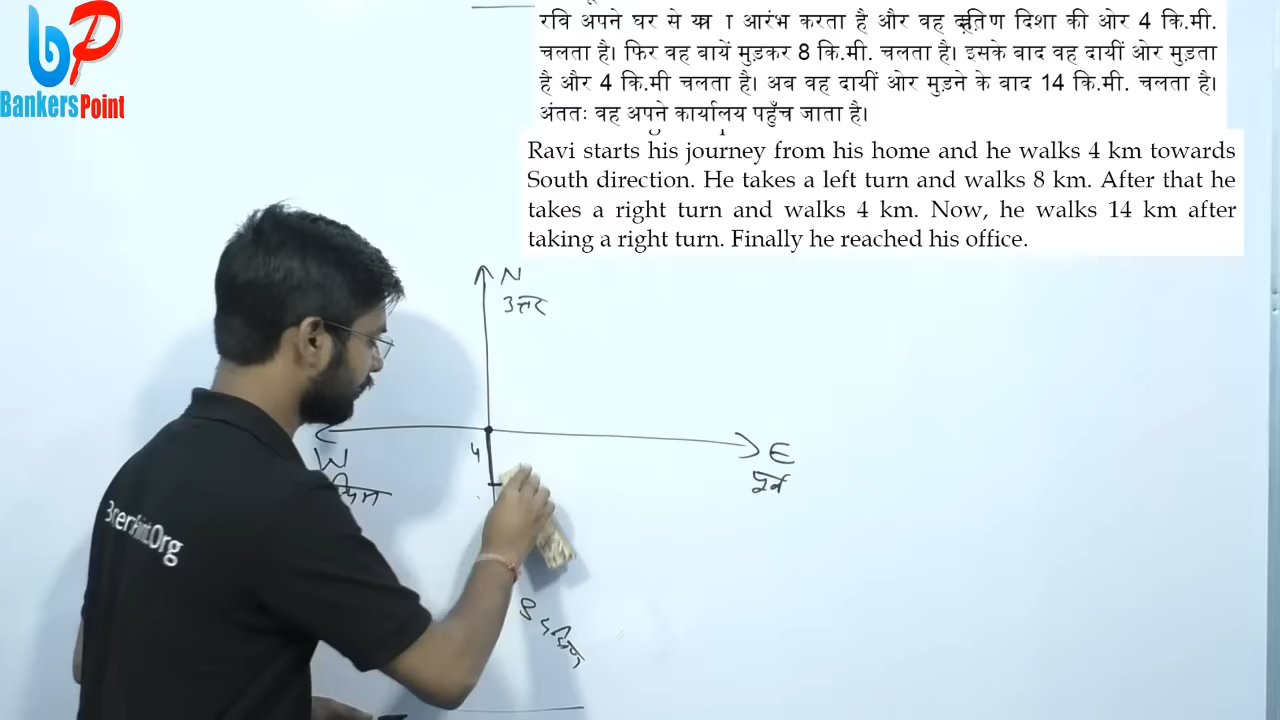 रवि अपने घर से या ा आरंभ करता है और वह दिण दिशा की ओर 4 कि.मी.
चलता है। फिर वह बायें मुड़कर 8 कि.मी. चलता है। इसके बाद वह दायीं ओर मुड़ता
है और 4 कि.मी चलता है। अब वह दायीं ओर मुड़ने के बाद 14 कि.मी. चलता है।
अंततः वह अपने कार्यालय पहुँच जाता है।
Ravi starts his journey from his home and he walks 4 km towards
South direction. He takes a left turn and walks 8 km. After that he
takes a right turn and walks 4 km. Now, he walks 14 km after
taking a right turn. Finally he reached his office.
bp
BankersPoint
N
उत्तर
W
4
E
पूर्व
S दक्षिण